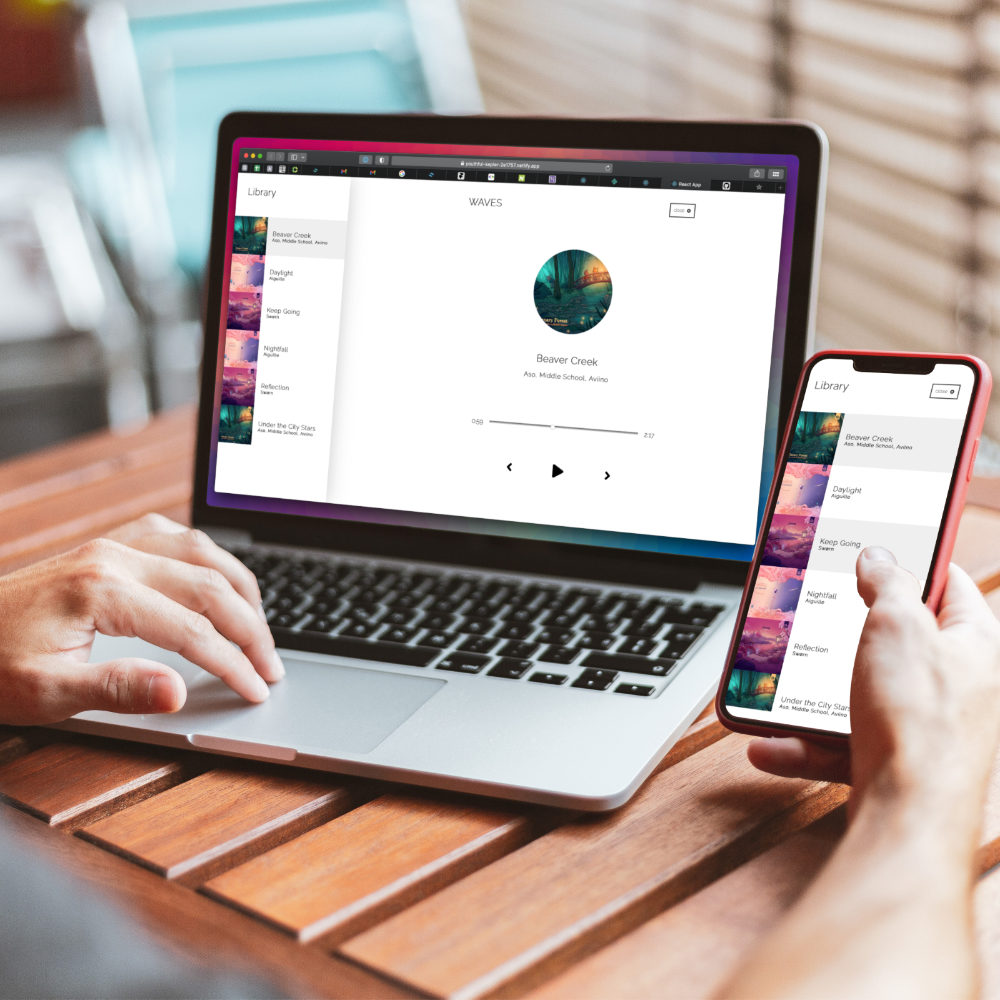 youthful-kepler-2e1757.netlify.app
React App
Library
WAVES
Beaver Creek
Aso, Middle School, Aviino
Daylight
Aiguille
Keep Going
Swørn
Nightfall
Aiguille
Reflection
Swørn
Under the City Stars
Aso, Middle School, Aviino
Beaver Creek
Aso, Middle School, Aviino
0:59
2:17
Library
Beaver Creek
Aso, Middle School, Aviino
Daylight
Aiguille
Keep Going
Swørn
Nightfall
Aiguille
Reflection
Swørn
Under the City Stars
Aso, Middle School, Aviino